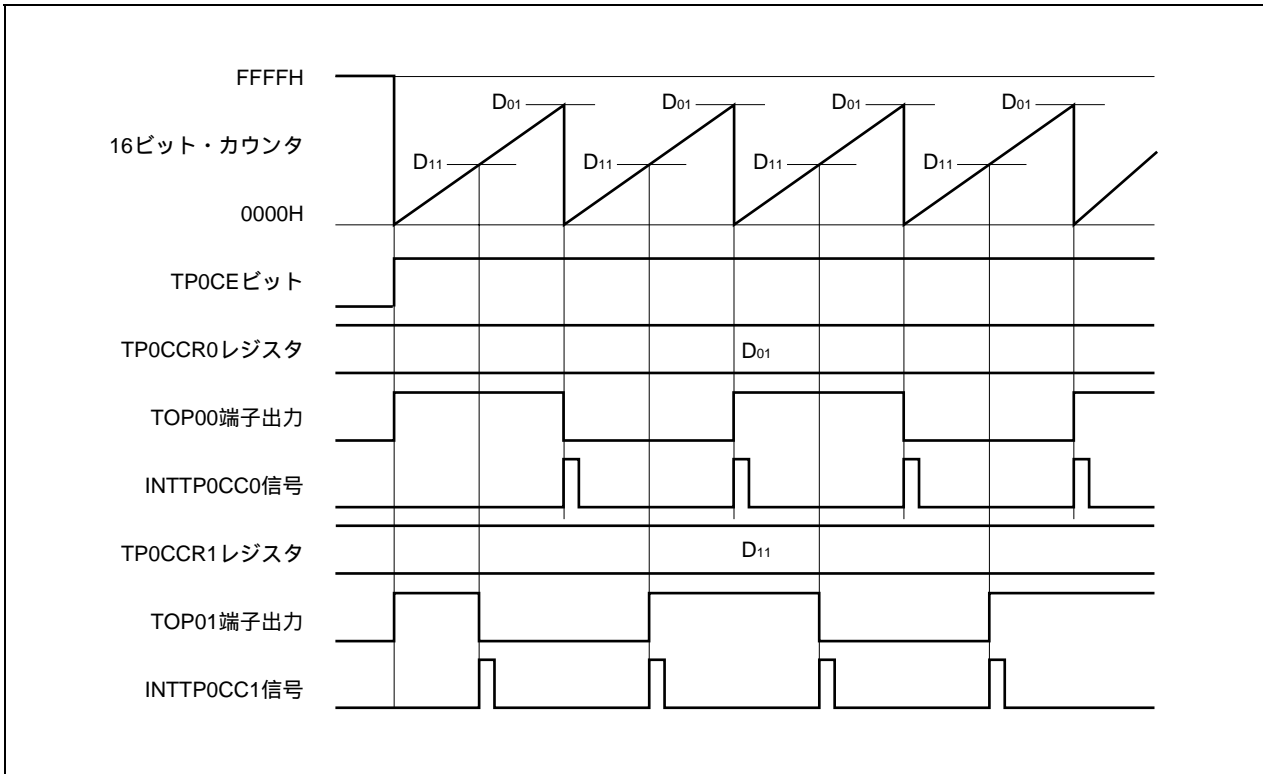 FFFFH
D01 D01 D01 D01
16ビット・カウンタ
D11 D11 D11 D11
0000H
TP0CEビット
TP0CCR0レジスタ
D01
TOP00端子出力
INTTP0CC0信号
TP0CCR1レジスタ
D11
TOP01端子出力
INTTP0CC1信号